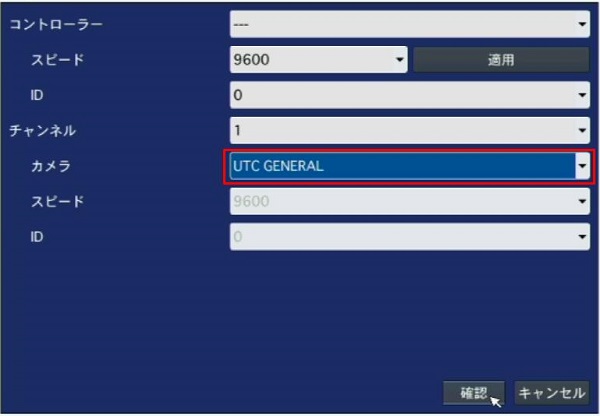 コントローラー ---
スピード 9600 適用
ID 0
チャンネル 1
カメラ UTC GENERAL
スピード 9600
ID 0
確認 キャンセル